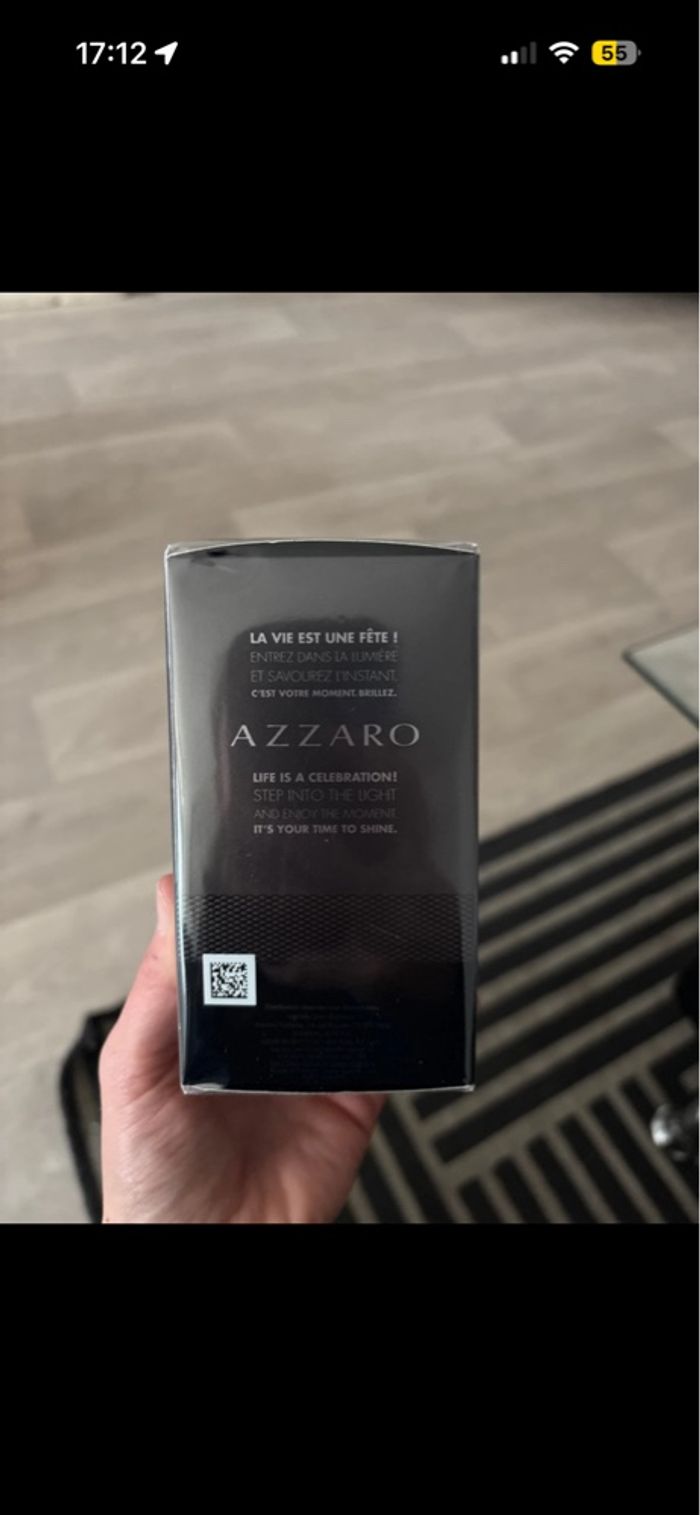 17:12
55
LA VIE EST UNE FÊTE !
ENTREZ DANS LA LUMIÈRE
ET SAVOUREZ L'INSTANT.
C'EST VOTRE MOMENT. BRILLEZ.
AZZARO
LIFE IS A CELEBRATION!
STEP INTO THE LIGHT
AND ENJOY THE MOMENT.
IT'S YOUR TIME TO SHINE.